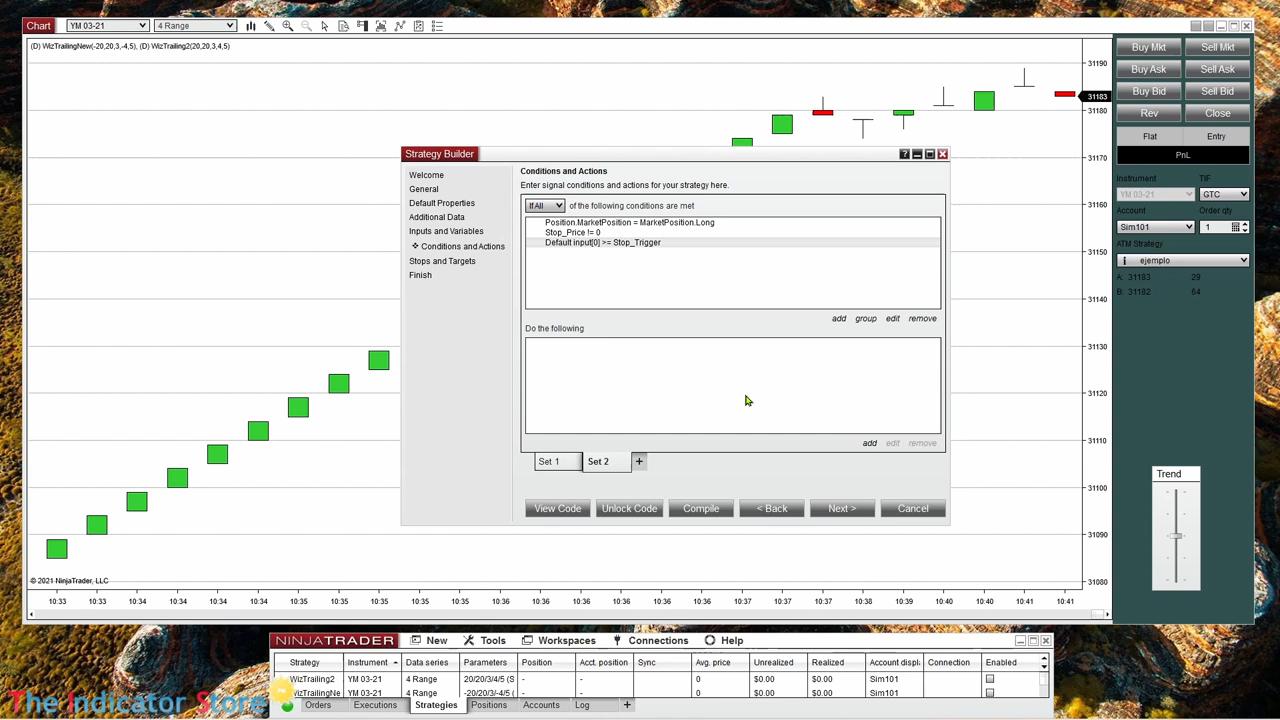 Chart YM 03-21 4 Range
(D) WizTrailingNew(-20,20,3,-4,5), (D) WizTrailing2(20,20,3,4,5)
31190
31183
31180
31170
31160
31150
31140
31130
31120
31110
31100
31090
31080
© 2021 NinjaTrader, LLC
10:33 10:33 10:34 10:34 10:34 10:35 10:35 10:35 10:35 10:36 10:36 10:36 10:36 10:36 10:36 10:36 10:36 10:37 10:37 10:37 10:38 10:39 10:40 10:40 10:41 10:41
Buy Mkt Sell Mkt
Buy Ask Sell Ask
Buy Bid Sell Bid
Rev Close
Flat Entry
PnL
Instrument TIF
YM 03-21 GTC
Account Order qty
Sim101 1
ATM Strategy
ejemplo
A: 31183 29
B: 31182 64
Trend
Strategy Builder
Welcome
General
Default Properties
Additional Data
Inputs and Variables
Conditions and Actions
Stops and Targets
Finish
Conditions and Actions
Enter signal conditions and actions for your strategy here.
If All of the following conditions are met
Position.MarketPosition = MarketPosition.Long
Stop_Price != 0
Default input[0] >= Stop_Trigger
add group edit remove
Do the following
add edit remove
Set 1 Set 2 +
View Code Unlock Code Compile < Back Next > Cancel
NINJATRADER New Tools Workspaces Connections Help
Strategy Instrument Data series Parameters Position Acct. position Sync Avg. price Unrealized Realized Account displ Connection Enabled
WizTrailing2 YM 03-21 4 Range 20/20/3/4/5 (S - - 0 $0.00 $0.00 Sim101
WizTrailingNe YM 03-21 4 Range -20/20/3/-4/5 ( - - 0 $0.00 $0.00 Sim101
Orders Executions Strategies Positions Accounts Log +
The Indicator Store